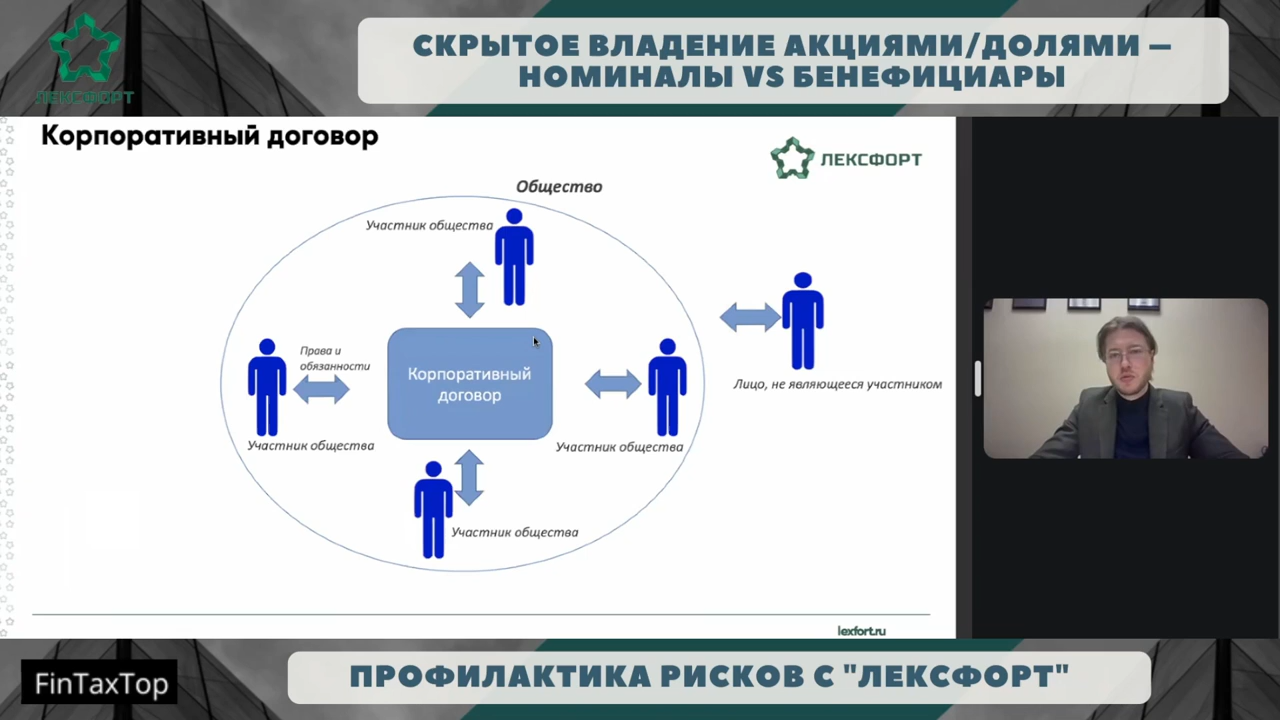 СКРЫТОЕ ВЛАДЕНИЕ АКЦИЯМИ/ДОЛЯМИ —
НОМИНАЛЫ VS БЕНЕФИЦИАРЫ
ЛЕКСФОРТ
Корпоративный договор
ЛЕКСФОРТ
Общество
Участник общества
Права и
обязанности
Корпоративный
договор
Лицо, не являющееся участником
Участник общества
Участник общества
Участник общества
lexfort.ru
FinTaxTop
ПРОФИЛАКТИКА РИСКОВ С "ЛЕКСФОРТ"